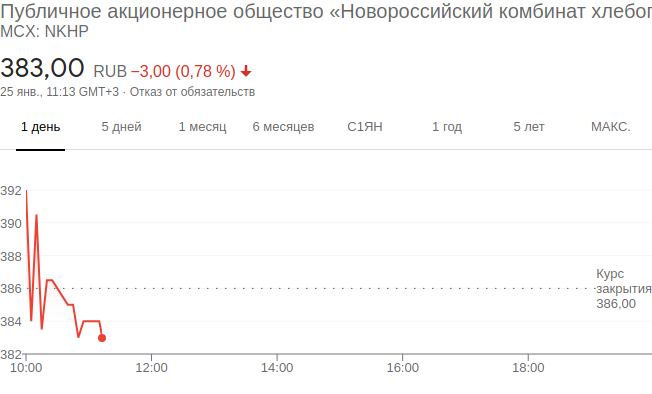 Публичное акционерное общество «Новороссийский комбинат
MCX: NKHP
383,00 RUB −3,00 (0,78 %)
25 янв., 11:13 GMT+3 · Отказ от обязательств
1 день 5 дней 1 месяц 6 месяцев С1ЯН 1 год 5 лет МАКС.
392
390
388
386
384
382
Курс
закрытия
386,00
10:00 12:00 14:00 16:00 18:00